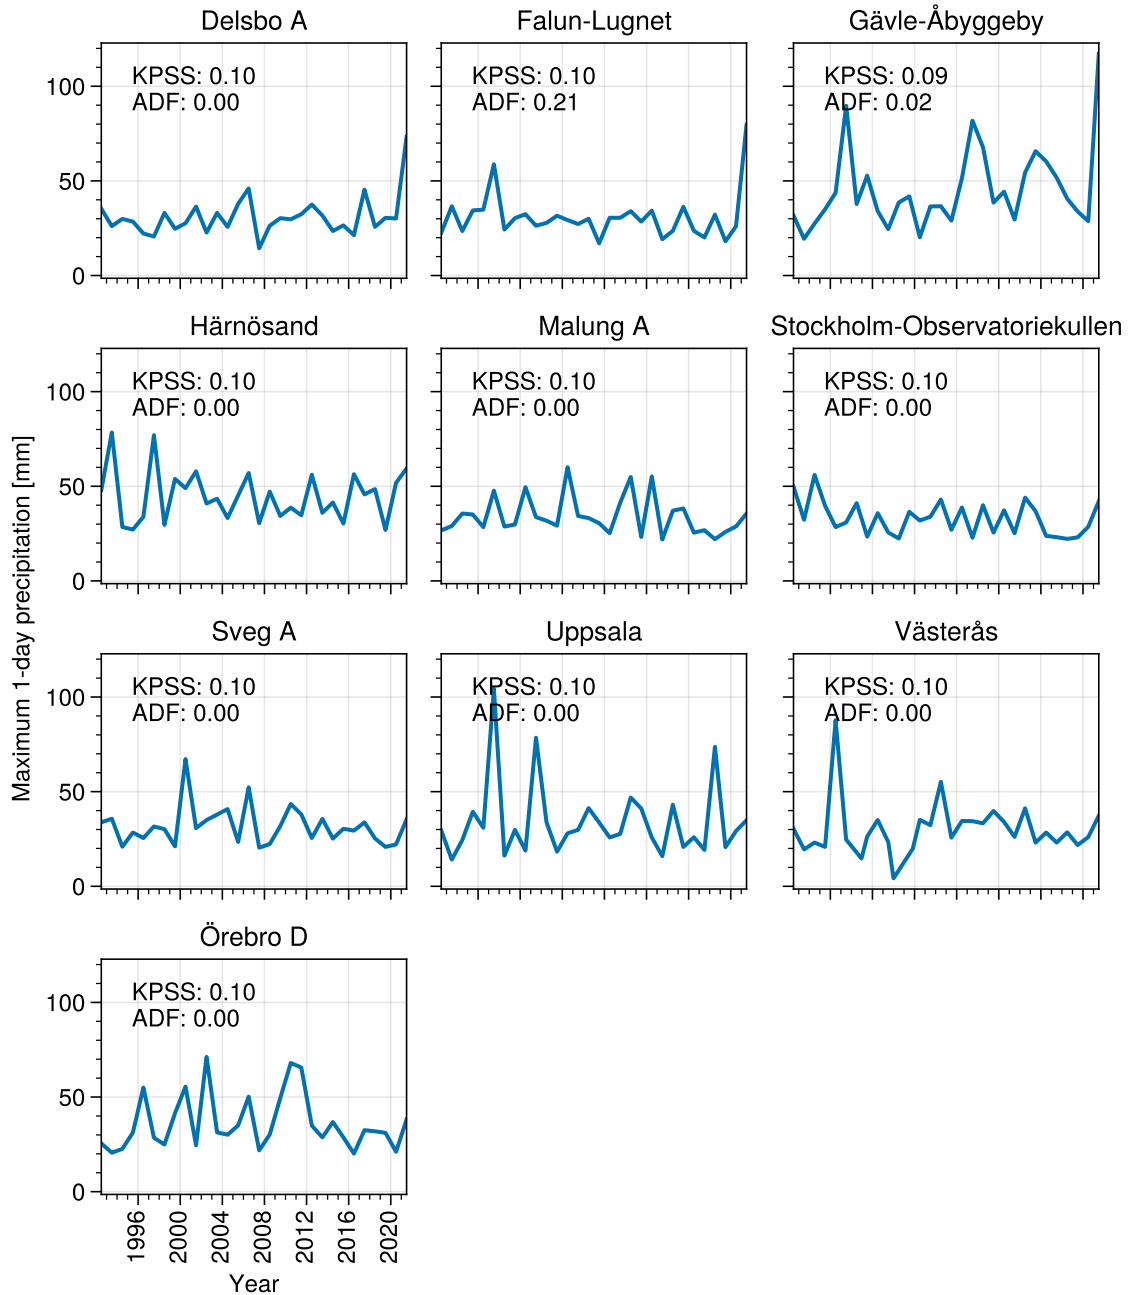 Delsbo A
Falun-Lugnet
Gävle-Åbyggeby
KPSS: 0.10
ADF: 0.00
KPSS: 0.10
ADF: 0.21
KPSS: 0.09
ADF: 0.02
100
50
0
Härnösand
Malung A
Stockholm-Observatoriekullen
KPSS: 0.10
ADF: 0.00
KPSS: 0.10
ADF: 0.00
KPSS: 0.10
ADF: 0.00
100
50
0
Maximum 1-day precipitation [mm]
Sveg A
Uppsala
Västerås
KPSS: 0.10
ADF: 0.00
KPSS: 0.10
ADF: 0.00
KPSS: 0.10
ADF: 0.00
100
50
0
Örebro D
KPSS: 0.10
ADF: 0.00
100
50
0
1996
2000
2004
2008
2012
2016
2020
Year